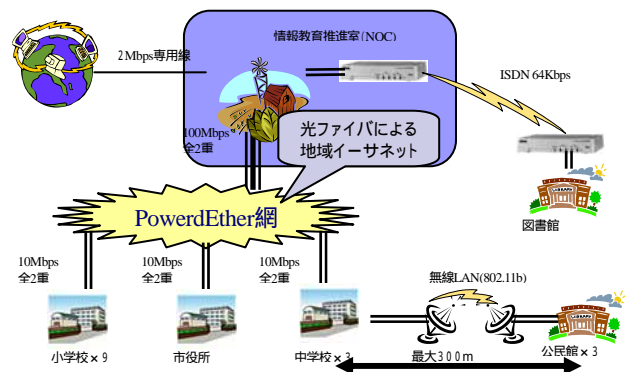 情報教育推進室(NOC)
2Mbps専用線
ISDN 64Kbps
100Mbps
全2重
光ファイバによる
地域イーサネット
PowerdEther網
LIBRARY
図書館
10Mbps
全2重
10Mbps
全2重
10Mbps
全2重
無線LAN(802.11b)
LIBRARY
小学校×9
市役所
中学校×3
最大300m
公民館×3